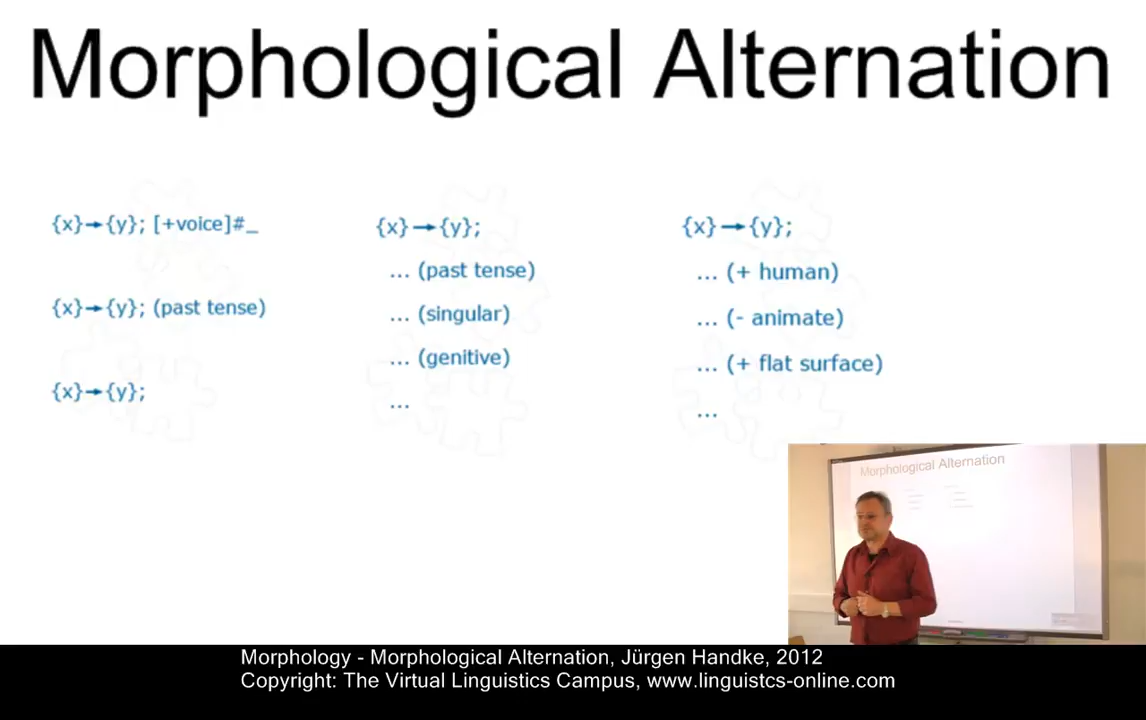 Morphological Alternation
{x}→{y}; [+voice]#_
{x}→{y}; (past tense)
{x}→{y};
{x}→{y};
... (past tense)
... (singular)
... (genitive)
...
{x}→{y};
... (+ human)
... (- animate)
... (+ flat surface)
...
Morphological Alternation
Morphology - Morphological Alternation, Jürgen Handke, 2012
Copyright: The Virtual Linguistics Campus, www.linguistcs-online.com